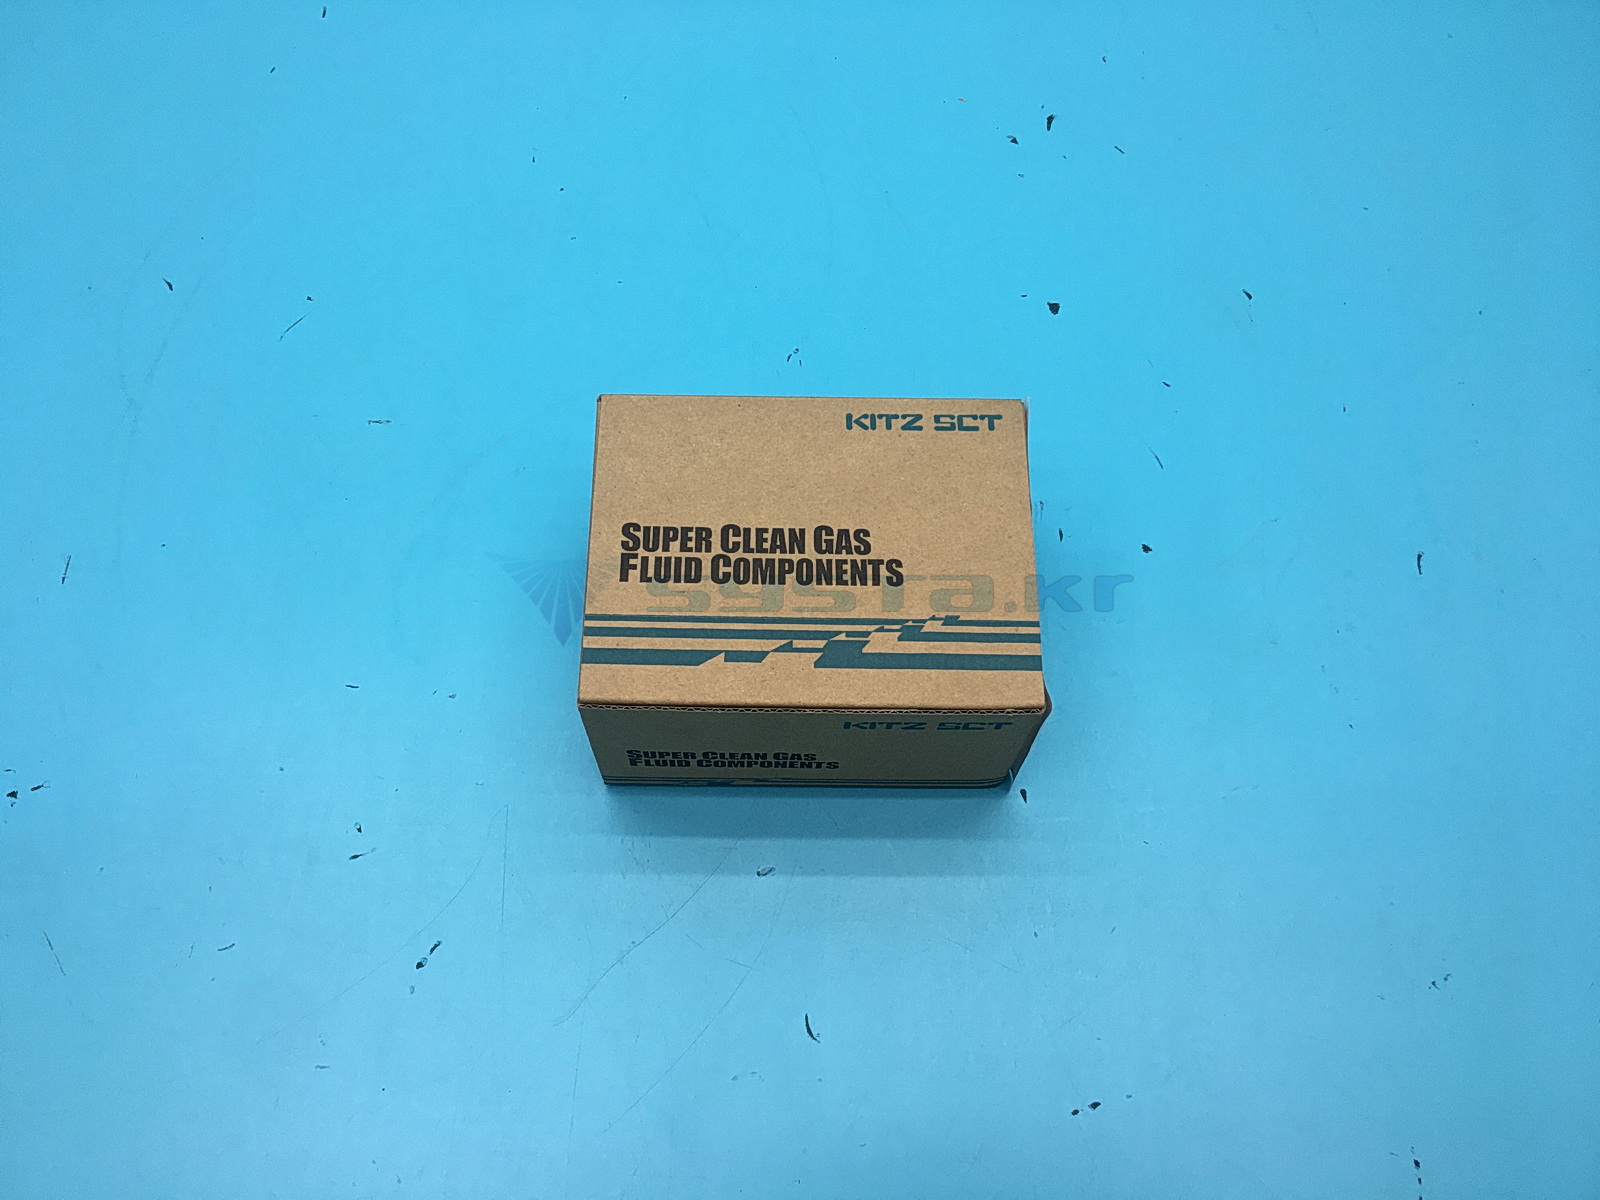 KITZ SCT
SUPER CLEAN GAS
FLUID COMPONENTS
systa.kr
KITZ SCT
SUPER CLEAN GAS
FLUID COMPONENTS